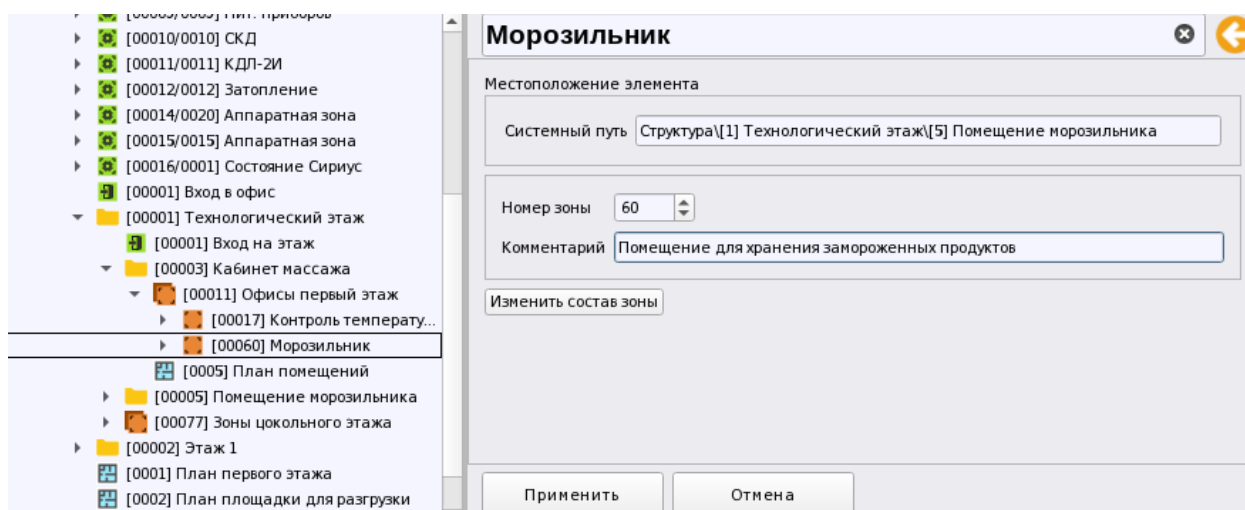 [00010/0010] СКД
[00011/0011] КДЛ-2И
[00012/0012] Затопление
[00014/0020] Аппаратная зона
[00015/0015] Аппаратная зона
[00016/0001] Состояние Сириус
[00001] Вход в офис
[00001] Технологический этаж
[00001] Вход на этаж
[00003] Кабинет массажа
[00011] Офисы первый этаж
[00017] Контроль температу...
[00060] Морозильник
[0005] План помещений
[00005] Помещение морозильника
[00077] Зоны цокольного этажа
[00002] Этаж 1
[0001] План первого этажа
[0002] План площадки для разгрузки
Морозильник
Местоположение элемента
Системный путь Структура\[1] Технологический этаж\[5] Помещение морозильника
Номер зоны 60
Комментарий Помещение для хранения замороженных продуктов
Изменить состав зоны
Применить Отмена